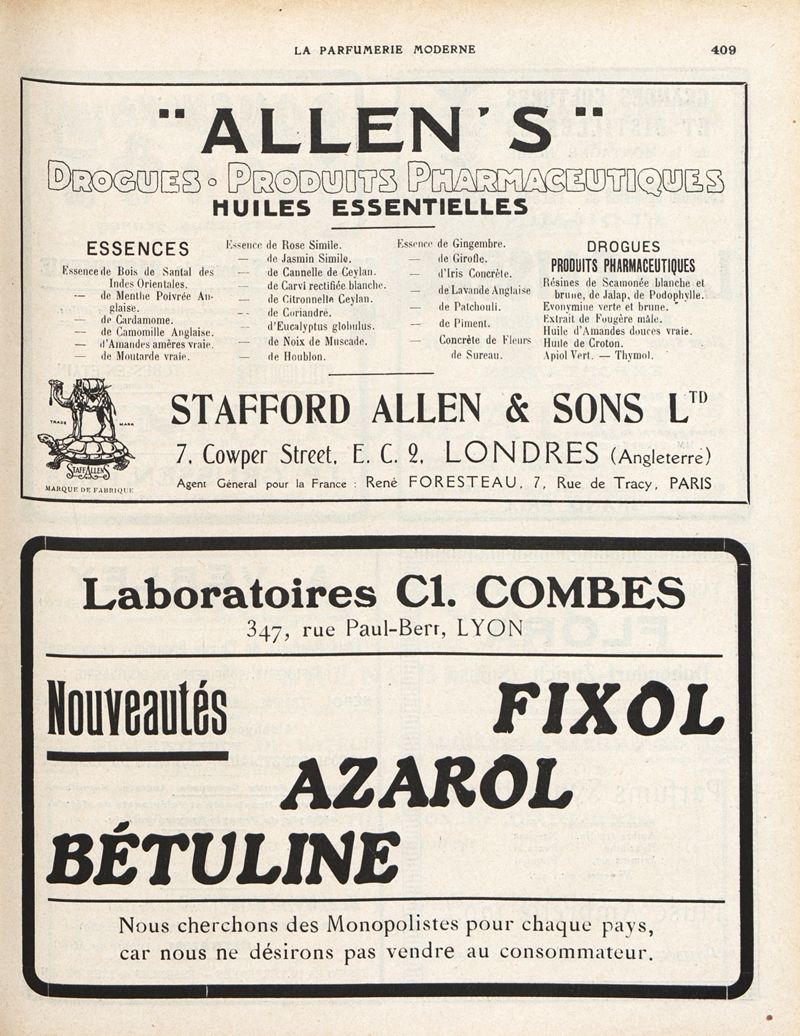 LA PARFUMERIE MODERNE 409
"ALLEN'S"
DROGUES • PRODUITS PHARMACEUTIQUES
HUILES ESSENTIELLES
ESSENCES
Essence de Bois de Santal des
Indes Orientales.
— de Menthe Poivrée An-
glaise.
— de Cardamome.
— de Camomille Anglaise.
— d'Amandes amères vraie.
— de Moutarde vraie.
Essence de Rose Simile.
— de Jasmin Simile.
— de Cannelle de Ceylan.
— de Carvi rectifiée blanche.
— de Citronnelle Ceylan.
— de Coriandre.
— d'Eucalyptus globulus.
— de Noix de Muscade.
— de Houblon.
Essence de Gingembre.
— de Girofle.
— d'Iris Concrète.
— de Lavande Anglaise
— de Patchouli.
— de Piment.
Concrète de Fleurs
de Sureau.
DROGUES
PRODUITS PHARMACEUTIQUES
Résines de Scamonée blanche et
brune, de Jalap, de Podophylle.
Evonymine verte et brune.
Extrait de Fougère mâle.
Huile d'Amandes douces vraie.
Huile de Croton.
Apiol Vert. — Thymol.
TRADE MARK
STAFFALLENS
MARQUE DE FABRIQUE
STAFFORD ALLEN & SONS LTD
7, Cowper Street, E. C. 2, LONDRES (Angleterre)
Agent Général pour la France : René FORESTEAU, 7, Rue de Tracy, PARIS
Laboratoires Cl. COMBES
347, rue Paul-Bert, LYON
Nouveautés
FIXOL
AZAROL
BÉTULINE
Nous cherchons des Monopolistes pour chaque pays,
car nous ne désirons pas vendre au consommateur.